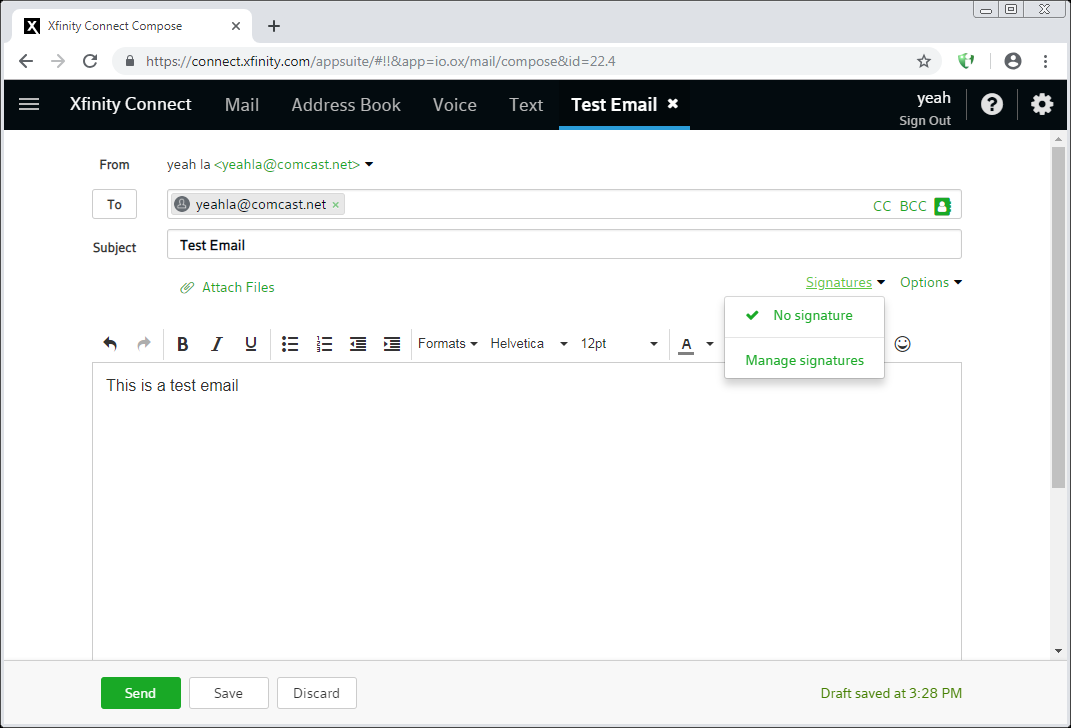 Xfinity Connect Compose
https://connect.xfinity.com/appsuite/#!!&app=io.ox/mail/compose&id=22.4
Xfinity Connect Mail Address Book Voice Text Test Email ✖ yeah
Sign Out
From yeah la <yeahla@comcast.net>
To yeahla@comcast.net × CC BCC
Subject Test Email
Attach Files Signatures Options
No signature
B I U Formats Helvetica 12pt A
Manage signatures
This is a test email
Send Save Discard Draft saved at 3:28 PM